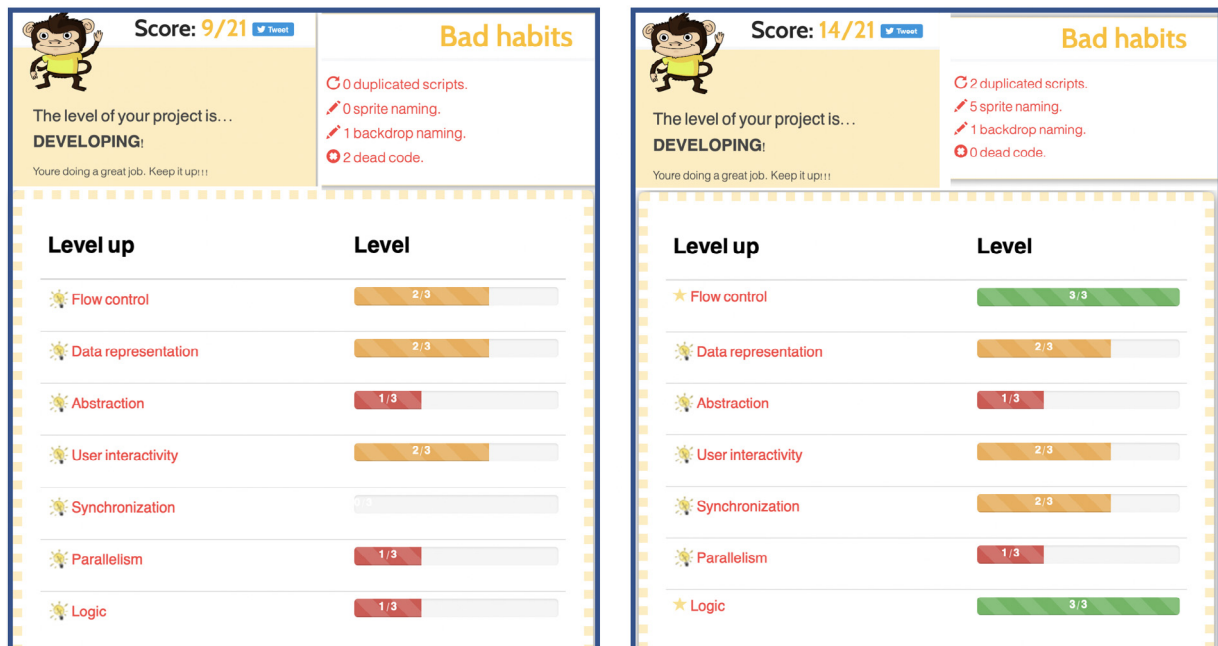 Score: 9/21 Tweet
The level of your project is...
DEVELOPING!
Youre doing a great job. Keep it up!!!
Bad habits
0 duplicated scripts.
0 sprite naming.
1 backdrop naming.
2 dead code.
Level up Level
Flow control 2/3
Data representation 2/3
Abstraction 1/3
User interactivity 2/3
Synchronization 0/3
Parallelism 1/3
Logic 1/3
Score: 14/21 Tweet
The level of your project is...
DEVELOPING!
Youre doing a great job. Keep it up!!!
Bad habits
2 duplicated scripts.
5 sprite naming.
1 backdrop naming.
0 dead code.
Level up Level
Flow control 3/3
Data representation 2/3
Abstraction 1/3
User interactivity 2/3
Synchronization 2/3
Parallelism 1/3
Logic 3/3